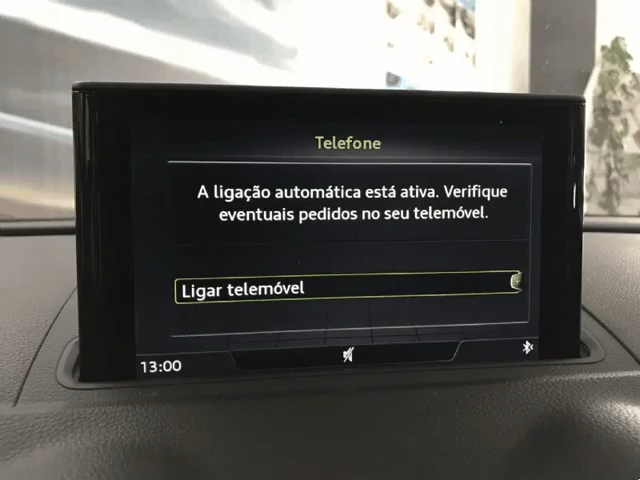 Telefone
A ligação automática está ativa. Verifique
eventuais pedidos no seu telemóvel.
Ligar telemóvel
13:00